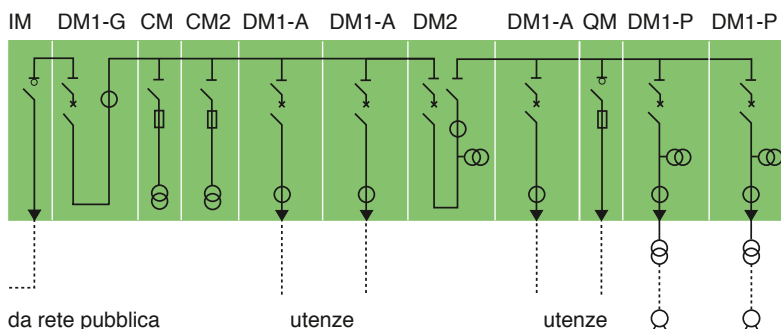 IM DM1-G CM CM2 DM1-A DM1-A DM2 DM1-A QM DM1-P DM1-P
da rete pubblica utenze utenze